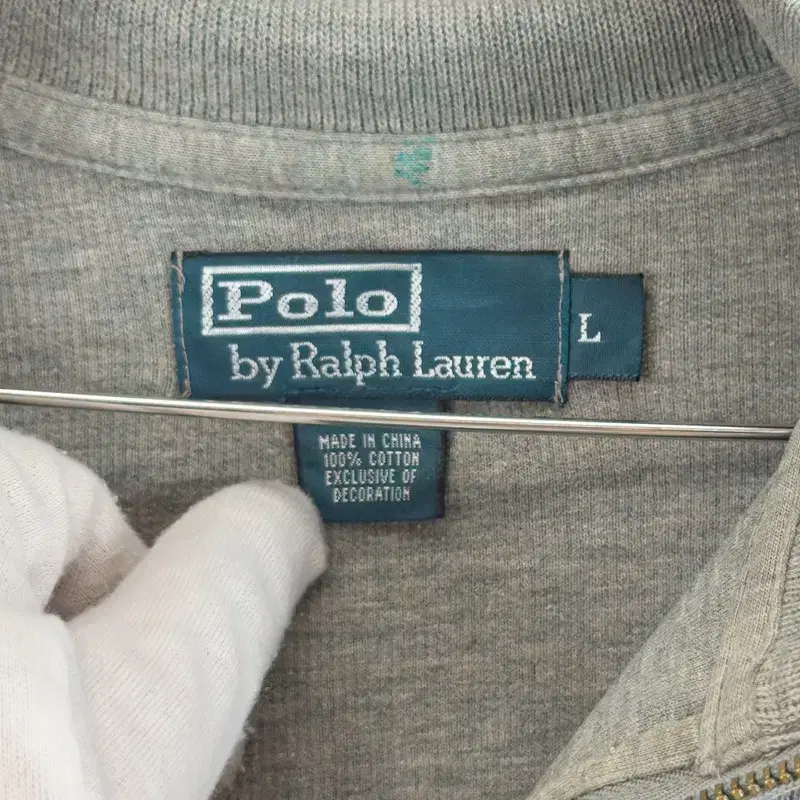 Polo
by Ralph Lauren
L
MADE IN CHINA
100% COTTON
EXCLUSIVE OF
DECORATION